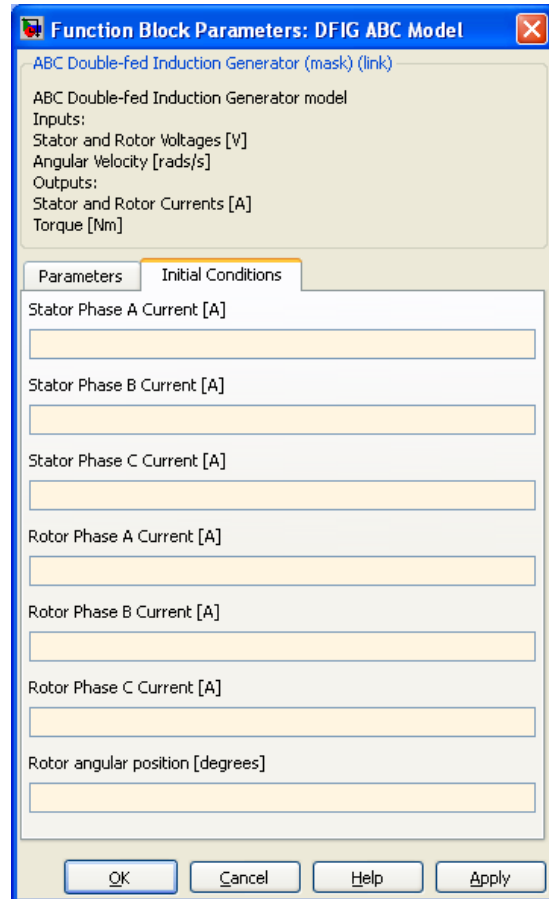 Function Block Parameters: DFIG ABC Model
ABC Double-fed Induction Generator (mask) (link)
ABC Double-fed Induction Generator model
Inputs:
Stator and Rotor Voltages [V]
Angular Velocity [rads/s]
Outputs:
Stator and Rotor Currents [A]
Torque [Nm]
Parameters Initial Conditions
Stator Phase A Current [A]
Stator Phase B Current [A]
Stator Phase C Current [A]
Rotor Phase A Current [A]
Rotor Phase B Current [A]
Rotor Phase C Current [A]
Rotor angular position [degrees]
OK Cancel Help Apply